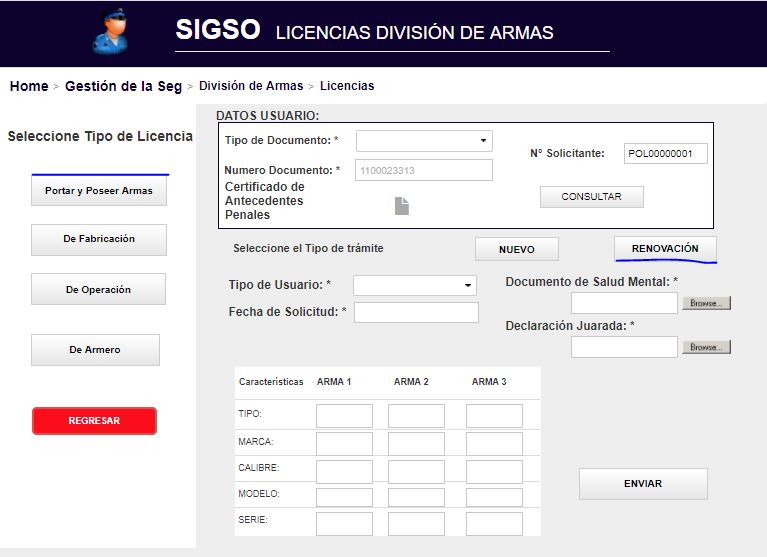 SIGSO LICENCIAS DIVISIÓN DE ARMAS
Home > Gestión de la Seg > División de Armas > Licencias
Seleccione Tipo de Licencia
Portar y Poseer Armas
De Fabricación
De Operación
De Armero
REGRESAR
DATOS USUARIO:
Tipo de Documento: *
Numero Documento: * 1100023313
Certificado de
Antecedentes
Penales
N° Solicitante: POL00000001
CONSULTAR
Seleccione el Tipo de trámite NUEVO RENOVACIÓN
Tipo de Usuario: *
Fecha de Solicitud: *
Documento de Salud Mental: *
Browse...
Declaración Juarada: *
Browse...
Características ARMA 1 ARMA 2 ARMA 3
TIPO:
MARCA:
CALIBRE:
MODELO:
SERIE:
ENVIAR